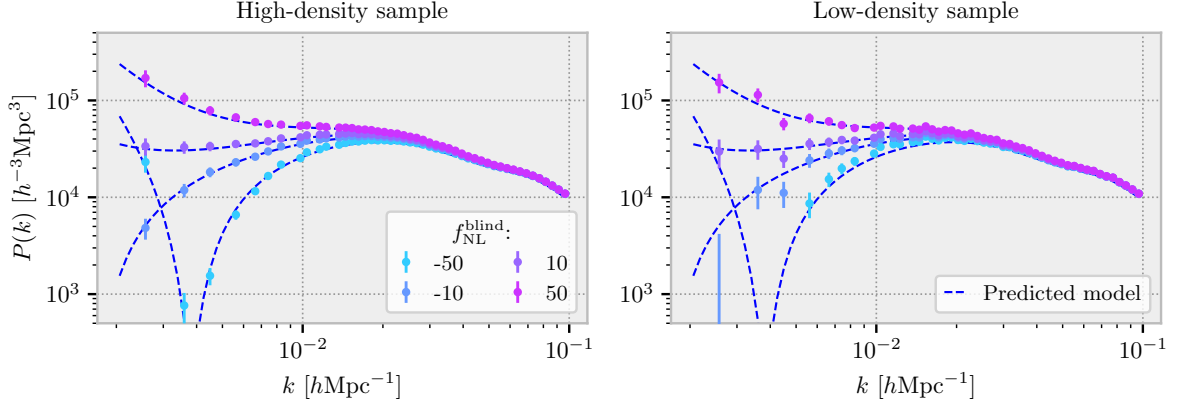 High-density sample
Low-density sample
P(k) [h⁻³Mpc³]
10⁵
10⁴
10³
10⁻²
10⁻¹
k [hMpc⁻¹]
f_NL^blind:
-50
10
-10
50
10⁵
10⁴
10³
10⁻²
10⁻¹
k [hMpc⁻¹]
Predicted model